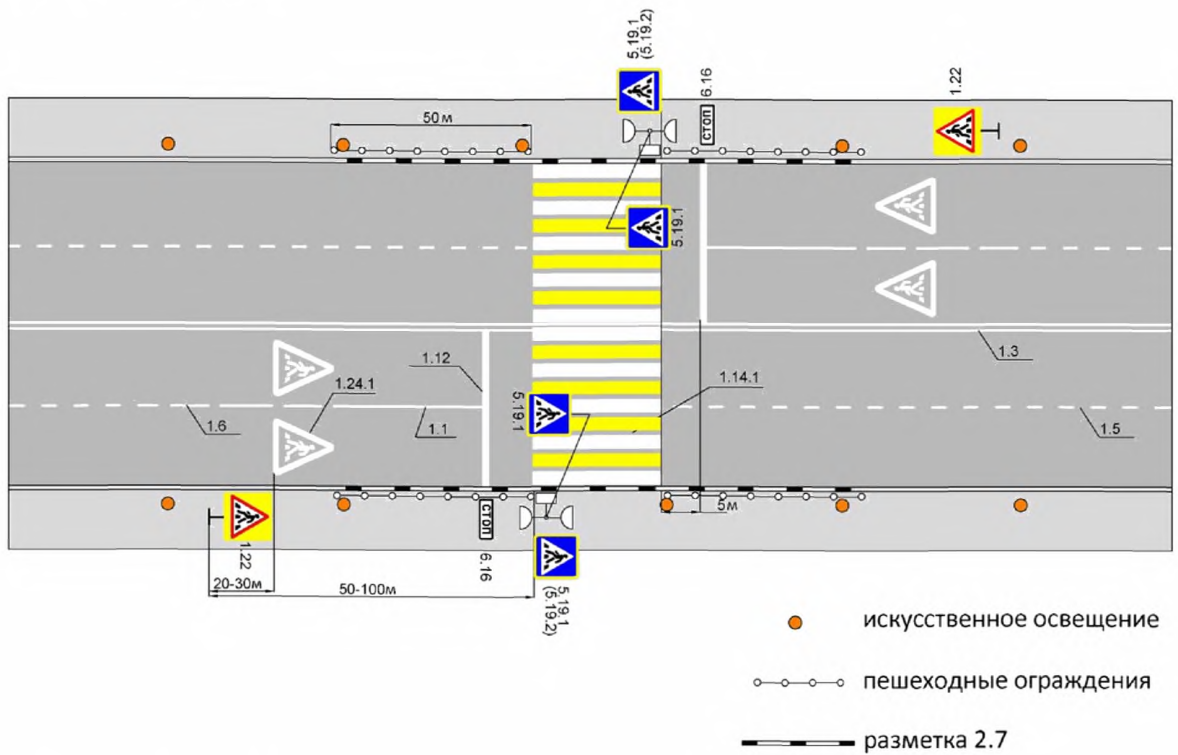 5.19.1
(5.19.2)
6.16
1.22
50 м
стоп
5.19.1
1.12
1.3
1.24.1
5.19.1
1.14.1
1.6
1.1
1.5
стоп
5м
1.22
6.16
20-30м
50-100м
5.19.1
(5.19.2)
искусственное освещение
пешеходные ограждения
разметка 2.7